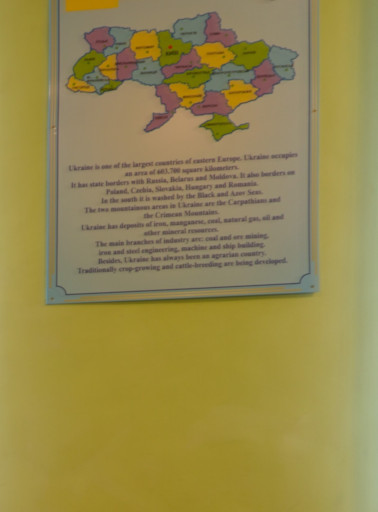 Ukraine is one of the largest countries of eastern Europe. Ukraine occupies
an area of 603,700 square kilometers.
It has state borders with Russia, Belarus and Moldova. It also borders on
Poland, Czehia, Slovakia, Hungary and Romania.
In the south it is washed by the Black and Azov Seas.
The two mountainous areas in Ukraine are the Carpathians and
the Crimean Mountains.
Ukraine has deposits of iron, manganese, coal, natural gas, oil and
other mineral resources.
The main branches of industry are: coal and ore mining,
iron and steel engineering, machine and ship building.
Besides, Ukraine has always been an agrarian country.
Traditionally crop-growing and cattle-breeding are being developed.